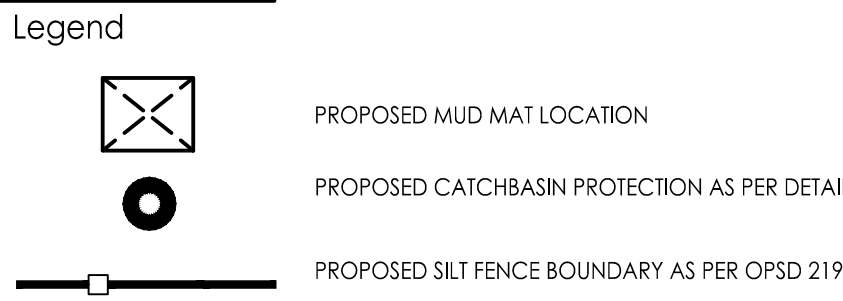 Legend
PROPOSED MUD MAT LOCATION
PROPOSED CATCHBASIN PROTECTION AS PER
PROPOSED SILT FENCE BOUNDARY AS PER OPSD 219